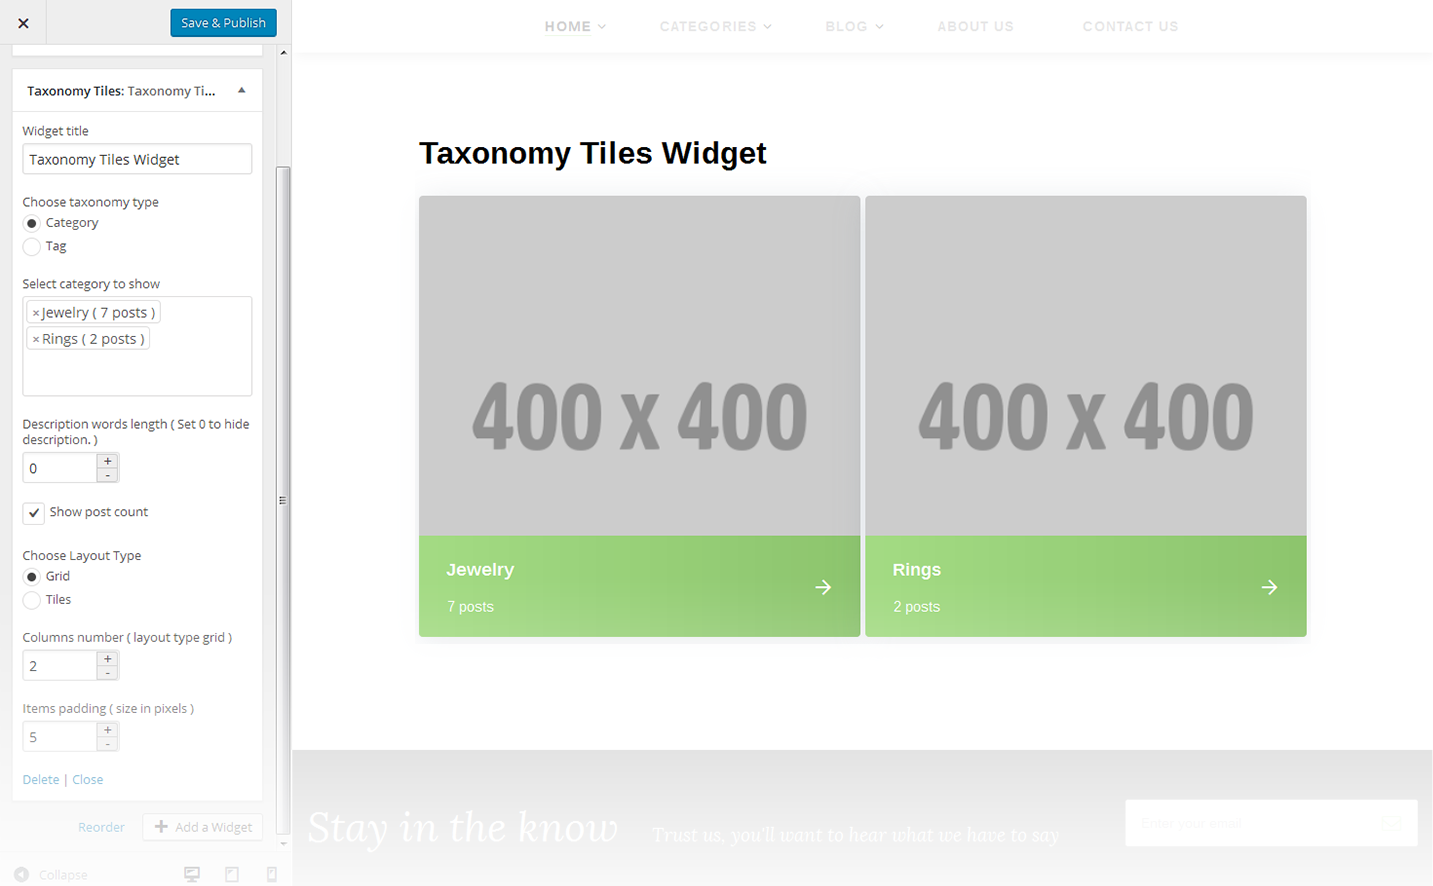 Save & Publish
Taxonomy Tiles: Taxonomy Ti...
Widget title
Taxonomy Tiles Widget
Choose taxonomy type
Category
Tag
Select category to show
× Jewelry ( 7 posts )
× Rings ( 2 posts )
Description words length ( Set 0 to hide
description. )
0
+
-
Show post count
Choose Layout Type
Grid
Tiles
Columns number ( layout type grid )
2
+
-
Items padding ( size in pixels )
5
+
-
Delete | Close
Reorder
Add a Widget
Collapse
HOME CATEGORIES BLOG ABOUT US CONTACT US
Taxonomy Tiles Widget
400 x 400
Jewelry
7 posts
400 x 400
Rings
2 posts
Stay in the know
Trust us, you'll want to hear what we have to say
Enter your email